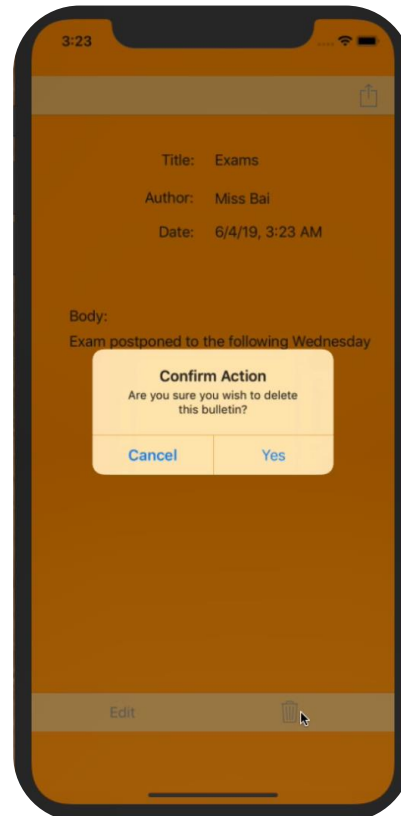 3:23
Title: Exams
Author: Miss Bai
Date: 6/4/19, 3:23 AM
Body:
Exam postponed to the following Wednesday
Confirm Action
Are you sure you wish to delete
this bulletin?
Cancel Yes
Edit